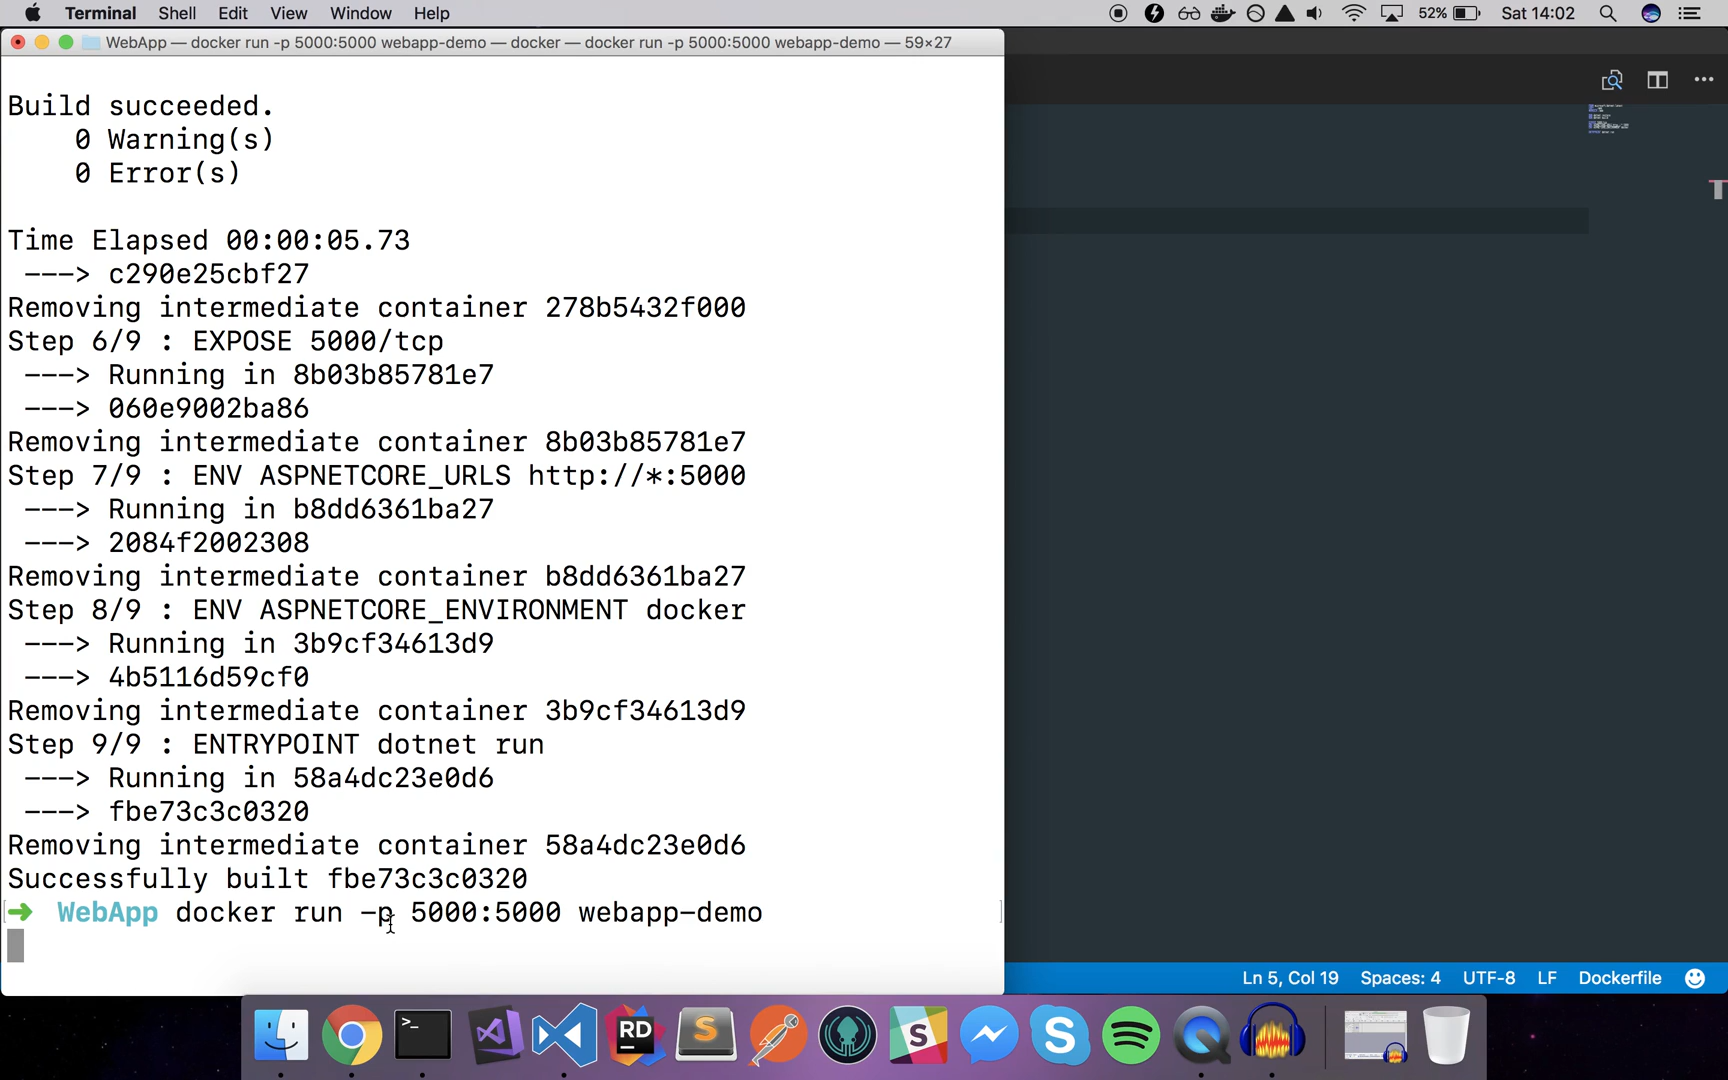 Terminal Shell Edit View Window Help 52% Sat 14:02
WebApp — docker run -p 5000:5000 webapp-demo — docker — docker run -p 5000:5000 webapp-demo — 59×27
Build succeeded.
0 Warning(s)
0 Error(s)
Time Elapsed 00:00:05.73
---> c290e25cbf27
Removing intermediate container 278b5432f000
Step 6/9 : EXPOSE 5000/tcp
---> Running in 8b03b85781e7
---> 060e9002ba86
Removing intermediate container 8b03b85781e7
Step 7/9 : ENV ASPNETCORE_URLS http://*:5000
---> Running in b8dd6361ba27
---> 2084f2002308
Removing intermediate container b8dd6361ba27
Step 8/9 : ENV ASPNETCORE_ENVIRONMENT docker
---> Running in 3b9cf34613d9
---> 4b5116d59cf0
Removing intermediate container 3b9cf34613d9
Step 9/9 : ENTRYPOINT dotnet run
---> Running in 58a4dc23e0d6
---> fbe73c3c0320
Removing intermediate container 58a4dc23e0d6
Successfully built fbe73c3c0320
➜ WebApp docker run -p 5000:5000 webapp-demo
Ln 5, Col 19 Spaces: 4 UTF-8 LF Dockerfile
>_ RD S S S